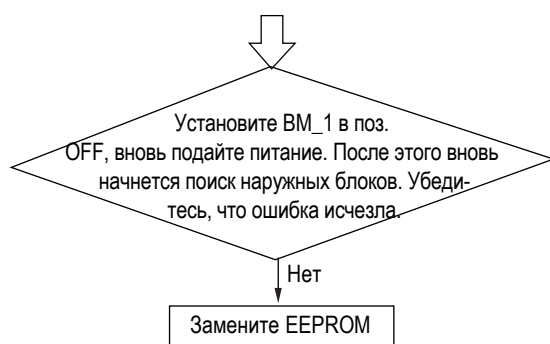 Установите BM_1 в поз.
OFF, вновь подайте питание. После этого вновь
начнется поиск наружных блоков. Убеди-
тесь, что ошибка исчезла.
Нет
Замените EEPROM